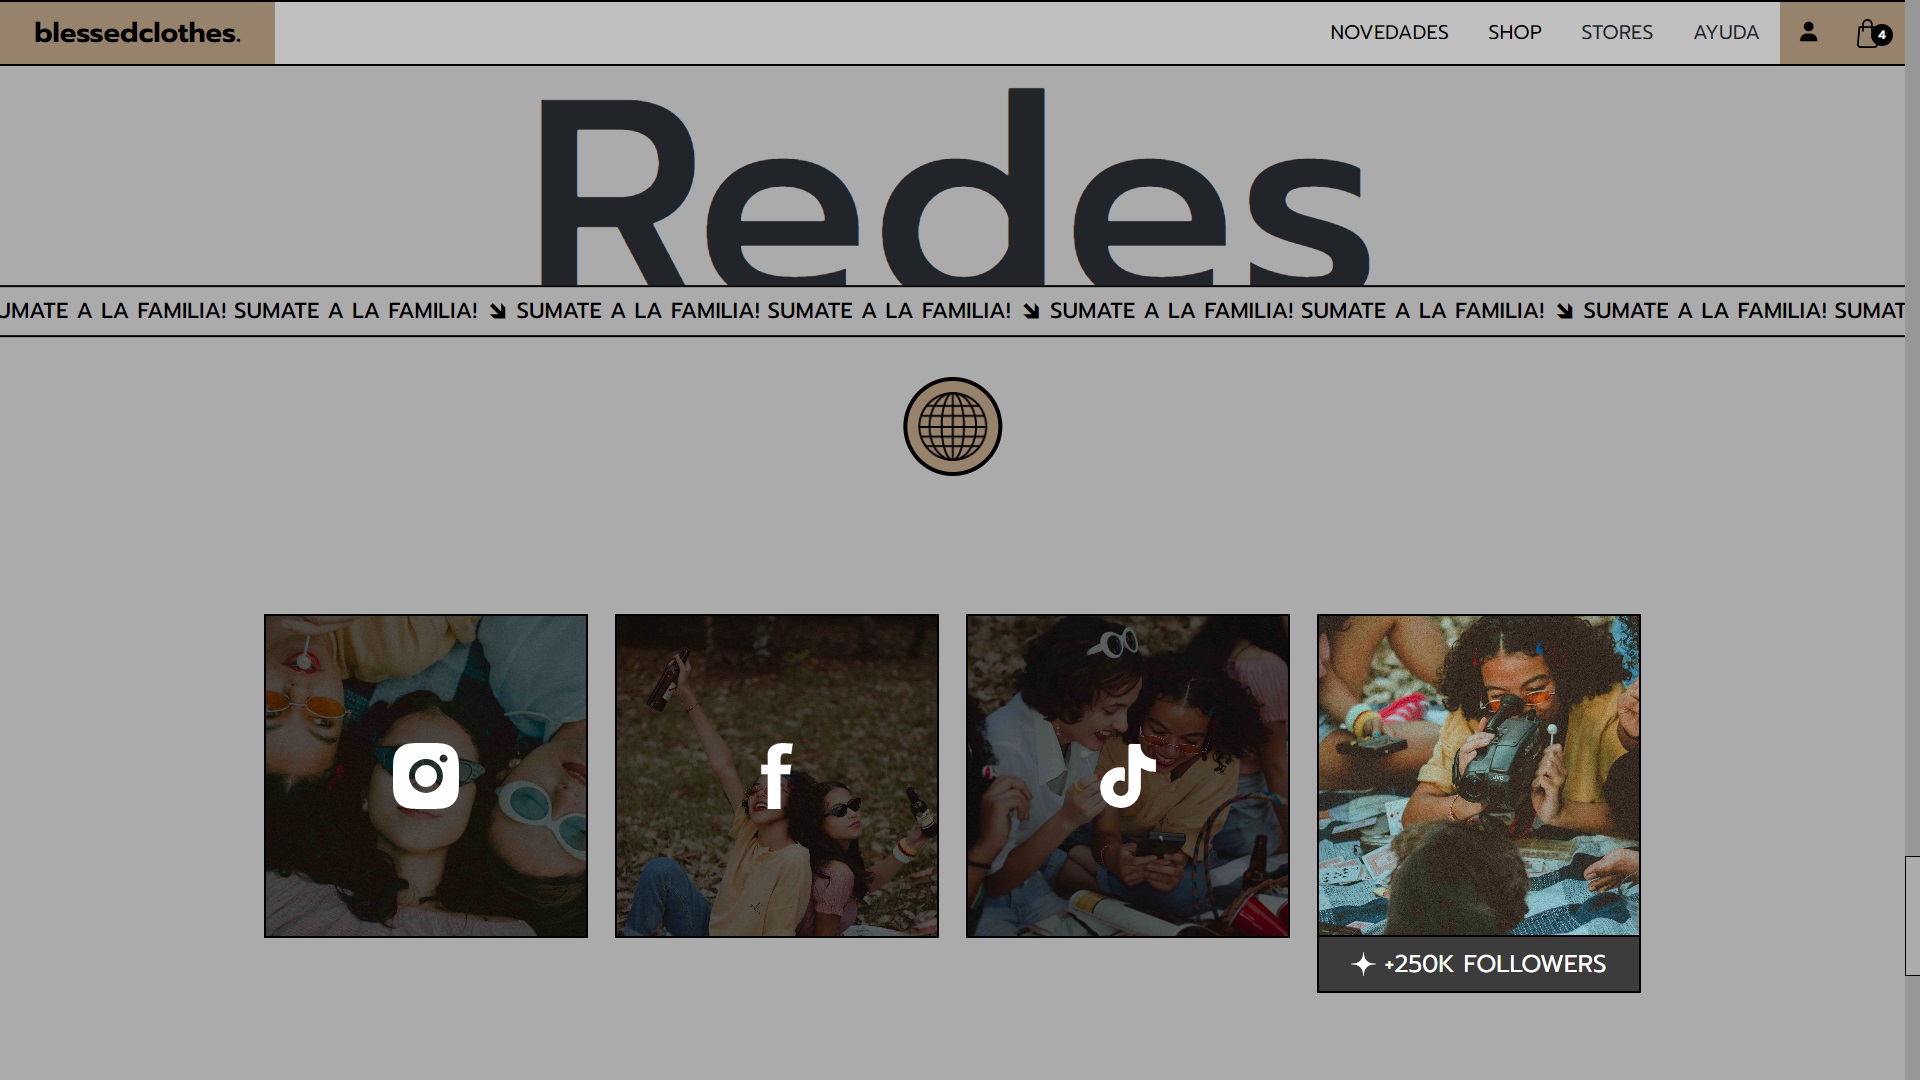 blessedclothes.
NOVEDADES SHOP STORES AYUDA 4
Redes
UMATE A LA FAMILIA! SUMATE A LA FAMILIA! SUMATE A LA FAMILIA! SUMATE A LA FAMILIA! SUMATE A LA FAMILIA! SUMATE A LA FAMILIA! SUMATE A LA FAMILIA! SUMAT
JVC
+250K FOLLOWERS